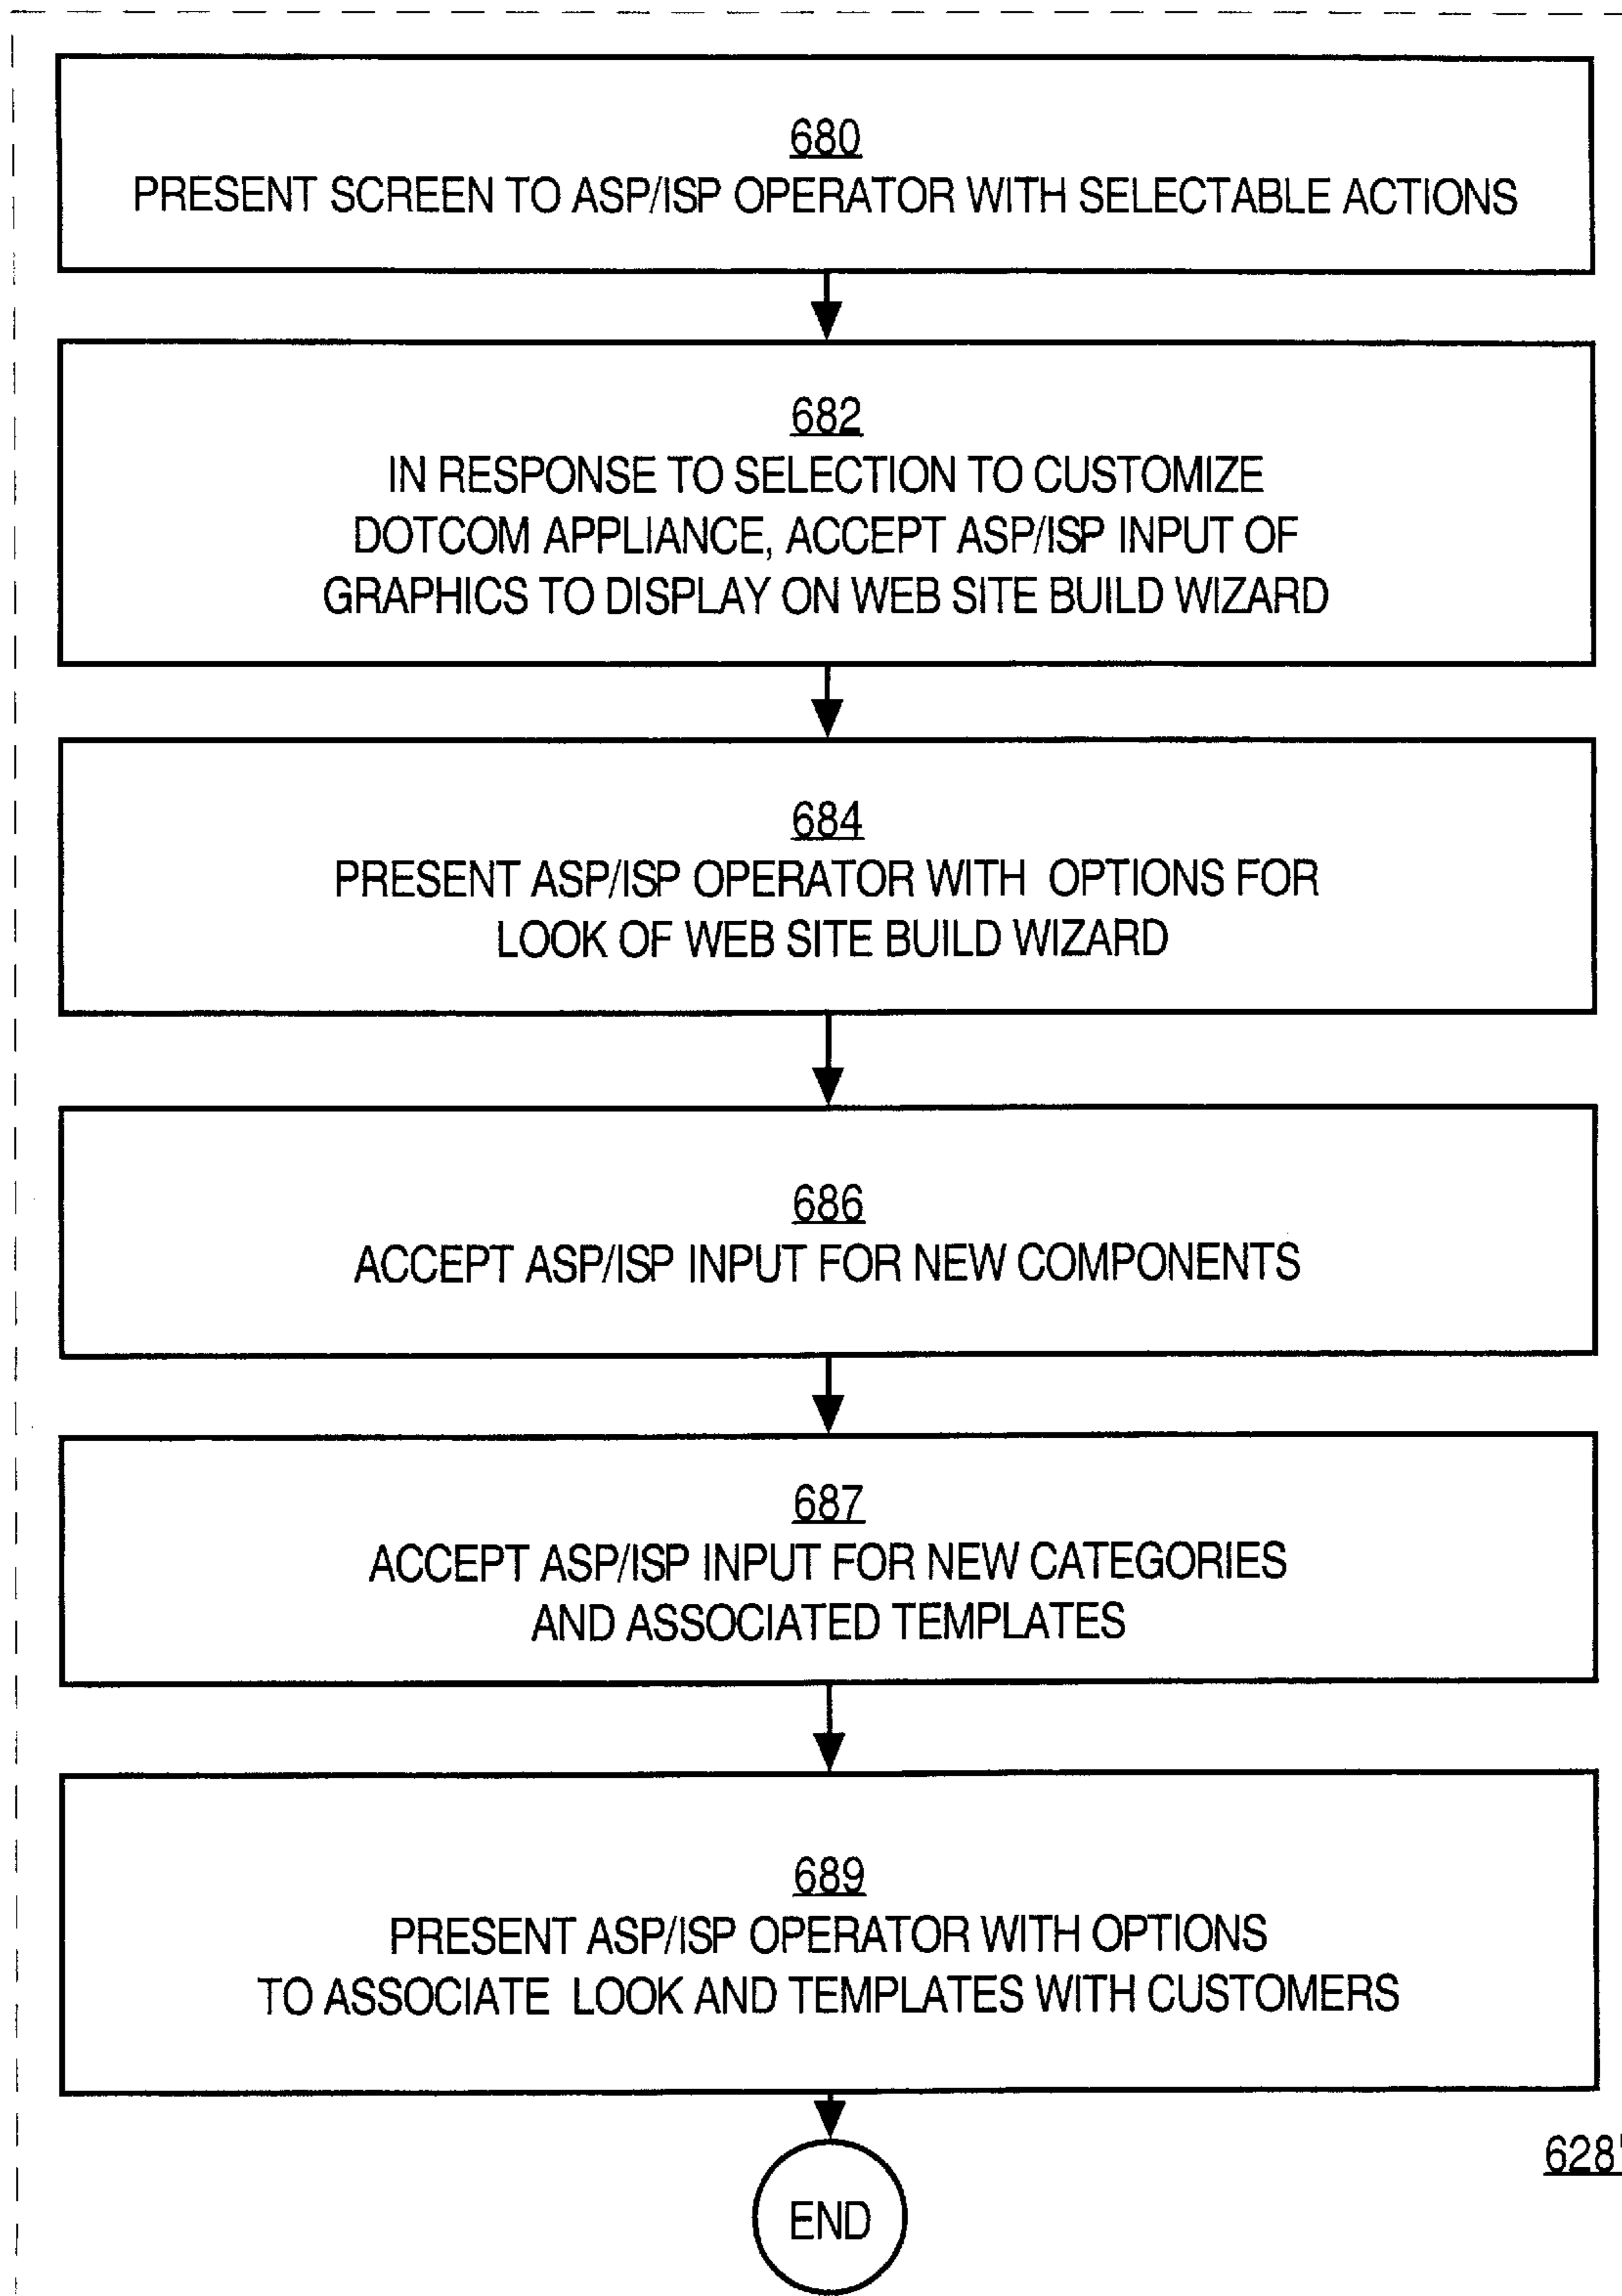 680
PRESENT SCREEN TO ASP/ISP OPERATOR WITH SELECTABLE ACTIONS
682
IN RESPONSE TO SELECTION TO CUSTOMIZE
DOTCOM APPLIANCE, ACCEPT ASP/ISP INPUT OF
GRAPHICS TO DISPLAY ON WEB SITE BUILD WIZARD
684
PRESENT ASP/ISP OPERATOR WITH OPTIONS FOR
LOOK OF WEB SITE BUILD WIZARD
686
ACCEPT ASP/ISP INPUT FOR NEW COMPONENTS
687
ACCEPT ASP/ISP INPUT FOR NEW CATEGORIES
AND ASSOCIATED TEMPLATES
689
PRESENT ASP/ISP OPERATOR WITH OPTIONS
TO ASSOCIATE LOOK AND TEMPLATES WITH CUSTOMERS
628'
END